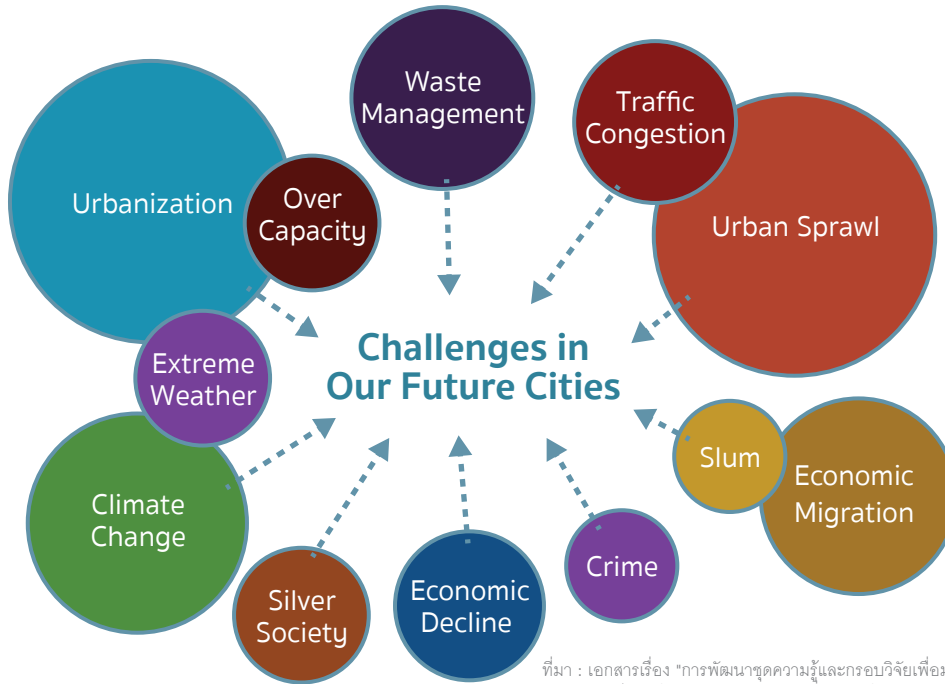 Waste
Management
Traffic
Congestion
Urbanization
Over
Capacity
Urban Sprawl
Challenges in
Our Future Cities
Extreme
Weather
Slum
Economic
Migration
Climate
Change
Silver
Society
Economic
Decline
Crime
ที่มา : เอกสารเรื่อง "การพัฒนาชุดความรู้และกรอบวิจัยเพื่อม